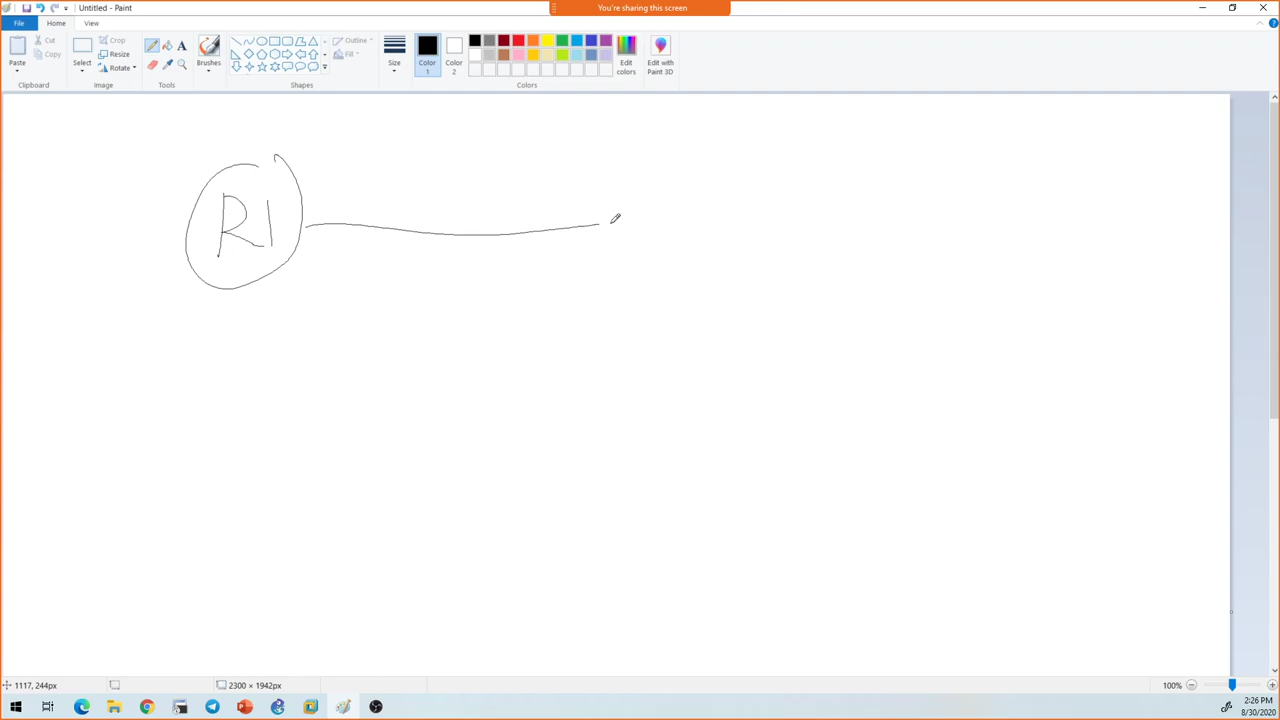 Untitled - Paint
You're sharing this screen
File Home View
Paste
Cut
Copy
Clipboard
Select
Crop
Resize
Rotate
Image
A
Tools
Brushes
Outline
Fill
Shapes
Size
Color 1
Color 2
Edit colors
Colors
Edit with Paint 3D
R1
1117, 244px
2300 × 1942px
100%
2:26 PM
8/30/2020